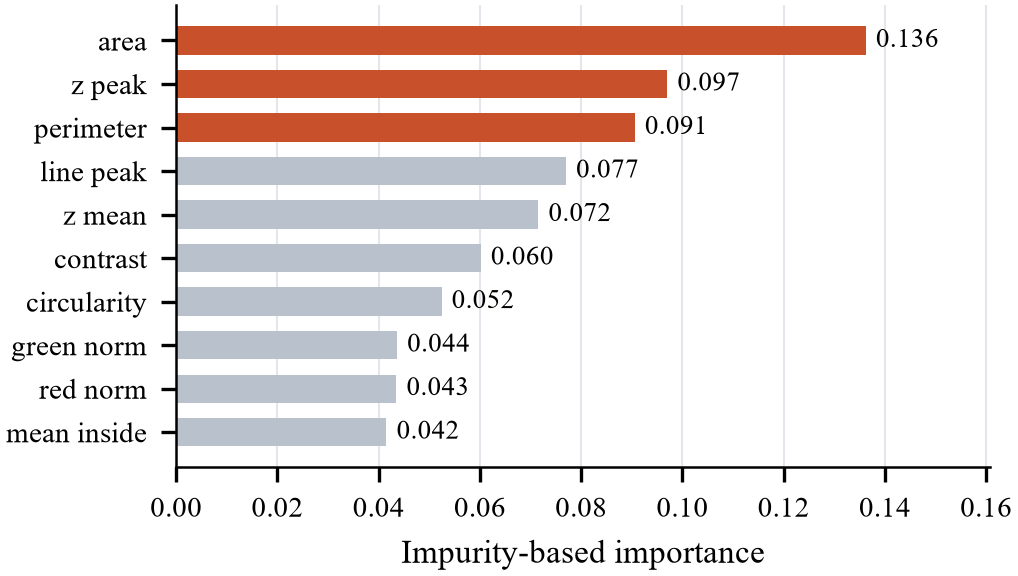 area 0.136
z peak 0.097
perimeter 0.091
line peak 0.077
z mean 0.072
contrast 0.060
circularity 0.052
green norm 0.044
red norm 0.043
mean inside 0.042
0.00 0.02 0.04 0.06 0.08 0.10 0.12 0.14 0.16
Impurity-based importance